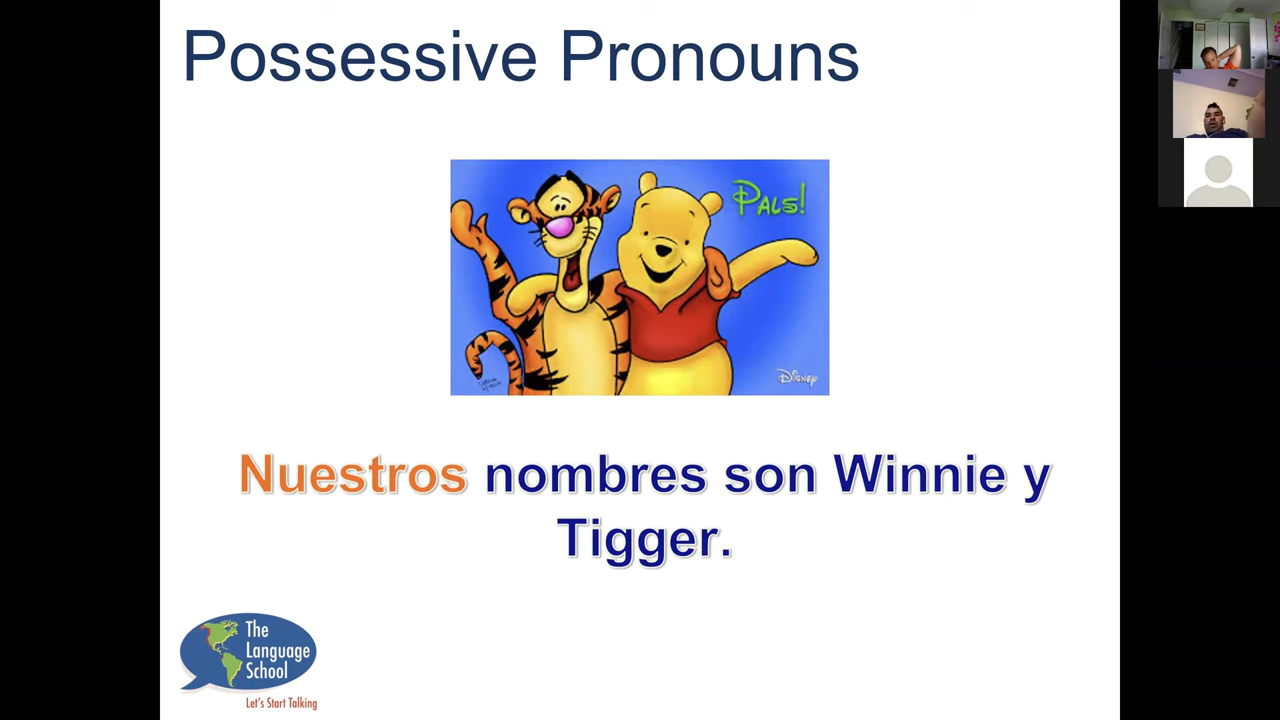 Possessive Pronouns
PALS!
DISNEY
Nuestros nombres son Winnie y
Tigger.
The
Language
School
Let's Start Talking